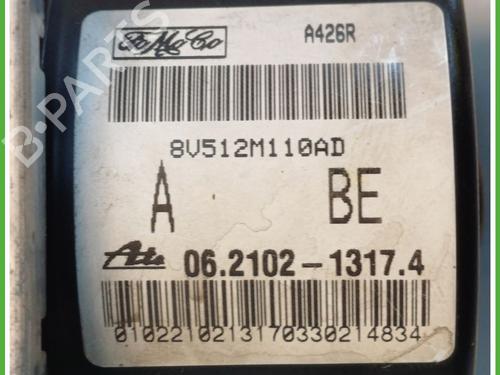 FoMoCo A426R
8V512M110AD
A BE
Ate 06.2102-1317.4
0102210213170330214834
B-PARTS